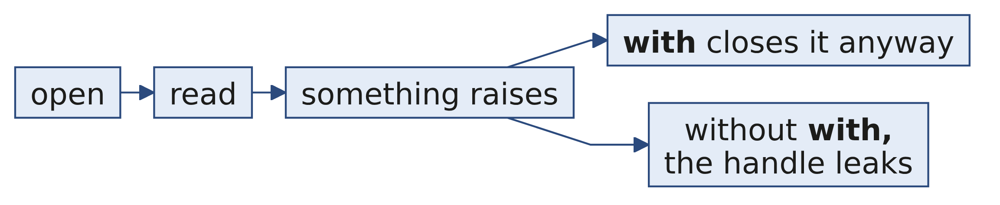 open
read
something raises
with closes it anyway
without with,
the handle leaks